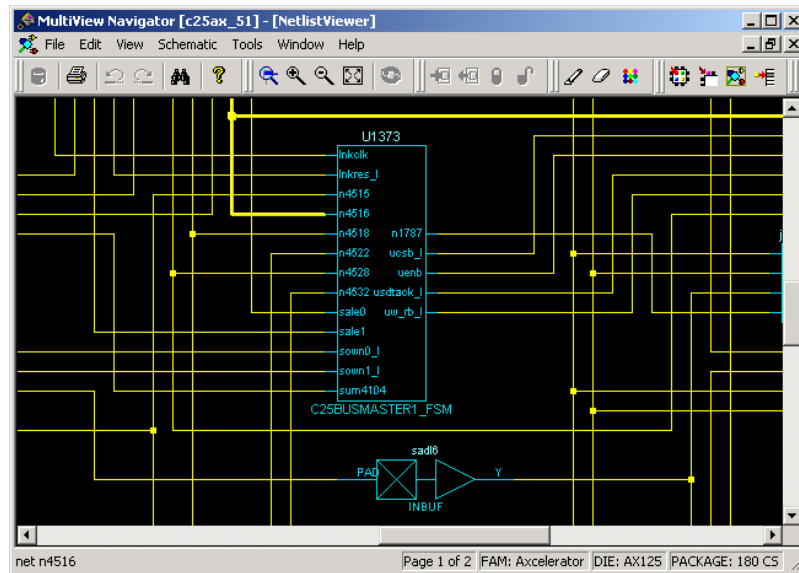 MultiView Navigator [c25ax_51] - [NetlistViewer]
File Edit View Schematic Tools Window Help
U1373
lnkclk
lnkres_l
n4515
n4516
n4518 n1787
n4522 ucsb_l
n4528 uenb
n4532 usdtack_l
sale0 uw_rb_l
sale1
sown0_l
sown1_l
sum4104
C25BUSMASTER1_FSM
sadl6
PAD Y
INBUF
net n4516 Page 1 of 2 FAM: Axcelerator DIE: AX125 PACKAGE: 180 CS